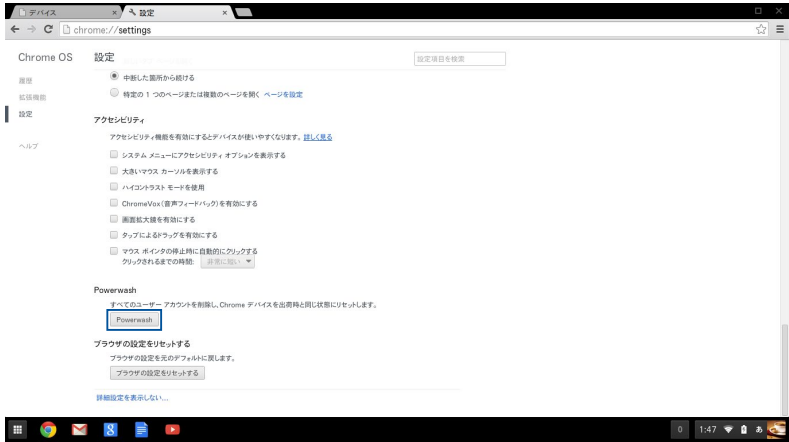 デバイス
設定
chrome://settings
Chrome OS
設定
設定項目を検索
履歴
拡張機能
設定
ヘルプ
中断した箇所から続ける
特定の 1 つのページまたは複数のページを開く ページを設定
アクセシビリティ
アクセシビリティ機能を有効にするとデバイスが使いやすくなります。 詳しく見る
システム メニューにアクセシビリティ オプションを表示する
大きいマウス カーソルを表示する
ハイコントラスト モードを使用
ChromeVox（音声フィードバック）を有効にする
画面拡大鏡を有効にする
タップによるドラッグを有効にする
マウス ポインタの停止時に自動的にクリックする
クリックされるまでの時間: 非常に短い
Powerwash
すべてのユーザー アカウントを削除し、Chrome デバイスを出荷時と同じ状態にリセットします。
Powerwash
ブラウザの設定をリセットする
ブラウザの設定を元のデフォルトに戻します。
ブラウザの設定をリセットする
詳細設定を表示しない...
8
0 1:47 あ